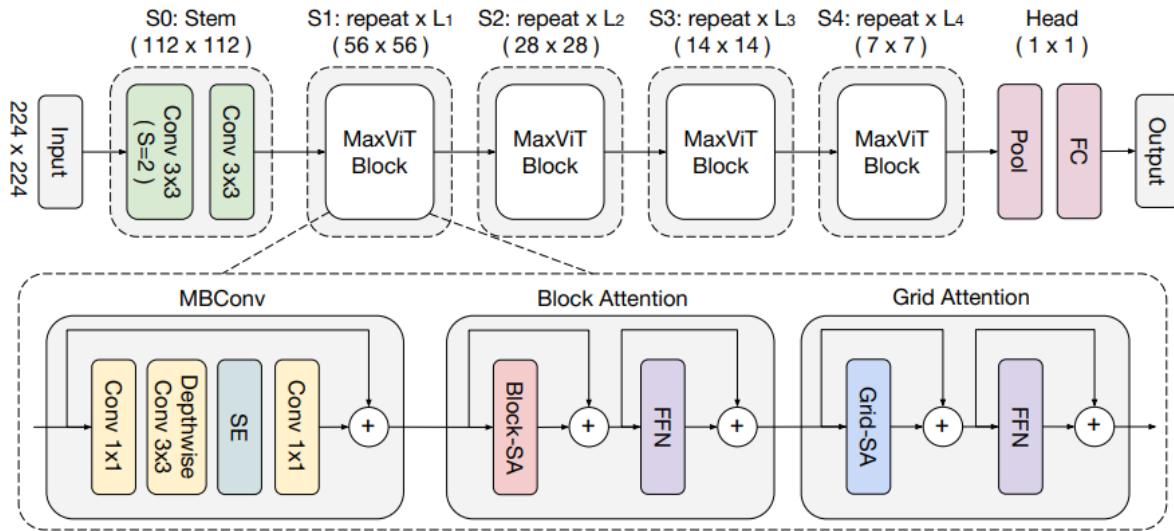 S0: Stem
( 112 x 112 )
S1: repeat x L1
( 56 x 56 )
S2: repeat x L2
( 28 x 28 )
S3: repeat x L3
( 14 x 14 )
S4: repeat x L4
( 7 x 7 )
Head
( 1 x 1 )
224 x 224
Input
Conv 3x3
( S=2 )
Conv 3x3
MaxViT
Block
MaxViT
Block
MaxViT
Block
MaxViT
Block
Pool
FC
Output
MBConv
Conv 1x1
Depthwise
Conv 3x3
SE
Conv 1x1
+
Block Attention
Block-SA
+
FFN
+
Grid Attention
Grid-SA
+
FFN
+